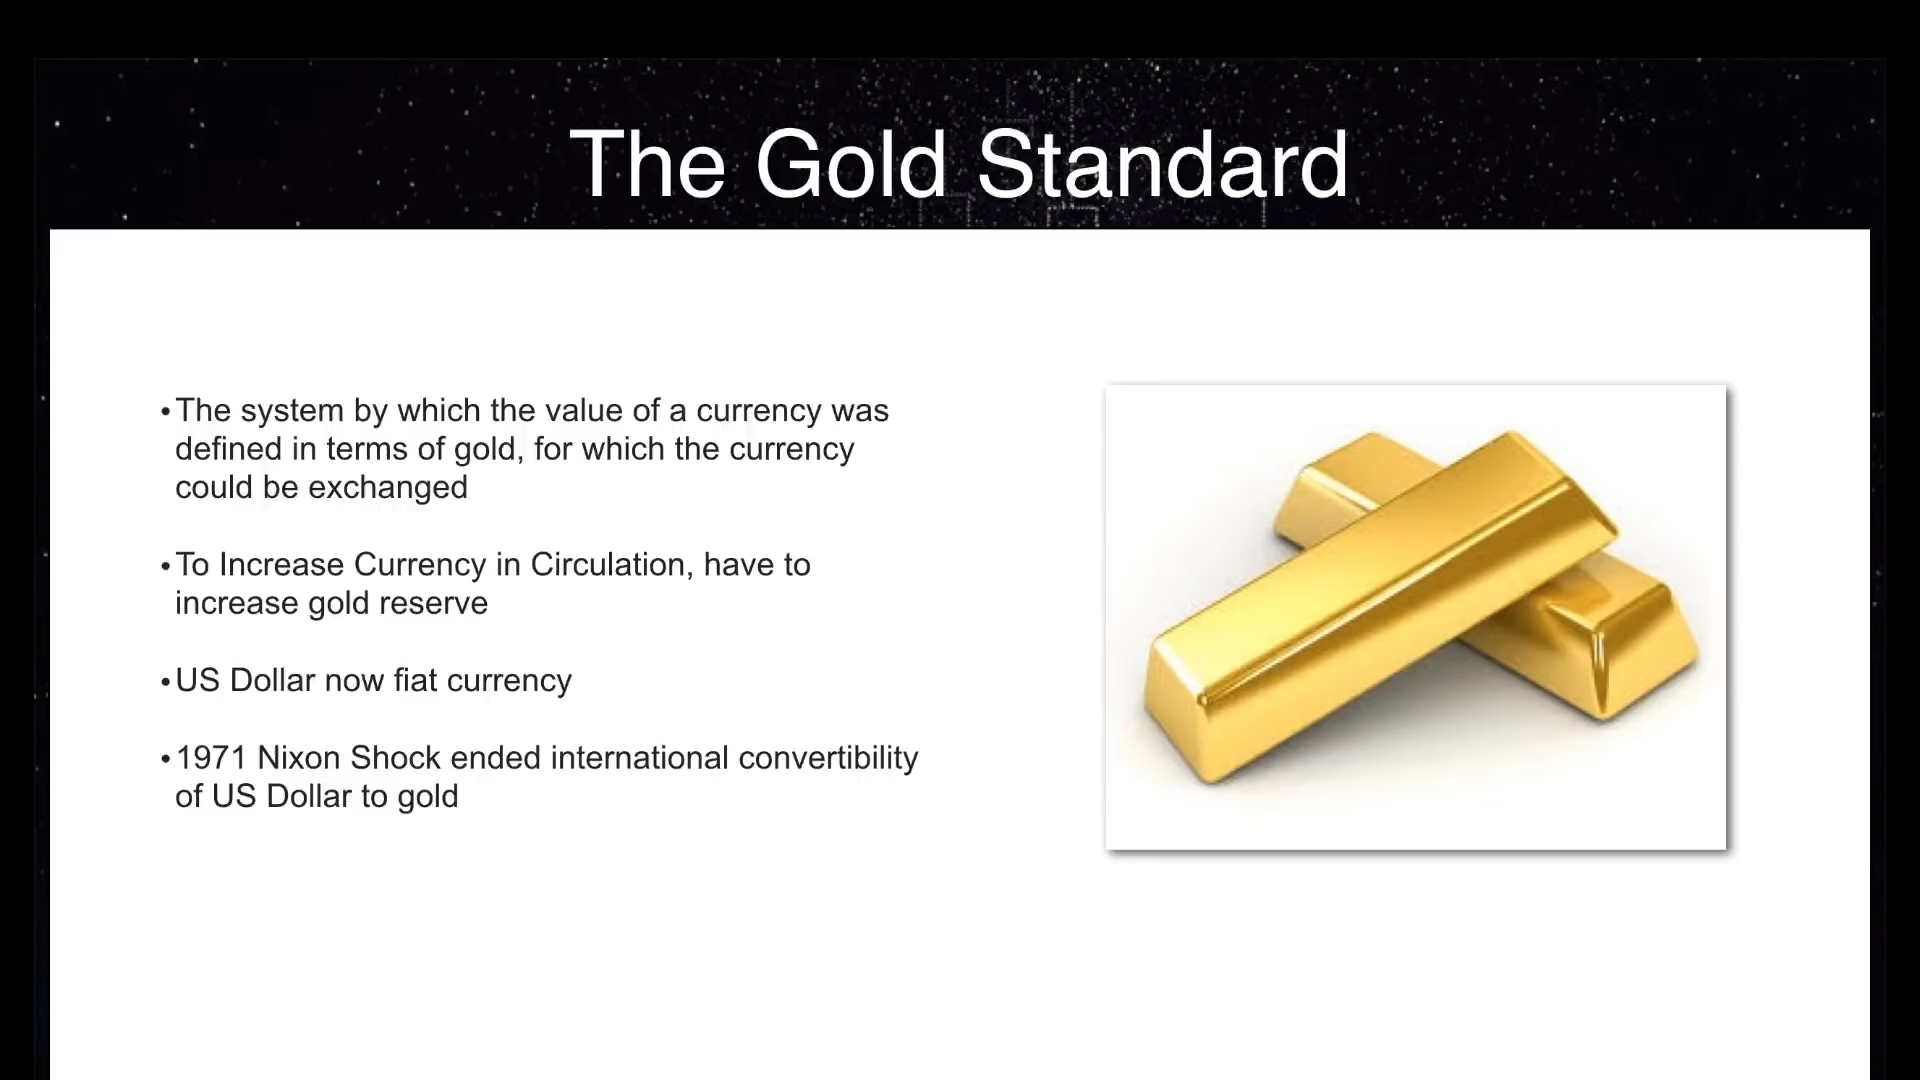 The Gold Standard
•The system by which the value of a currency was
defined in terms of gold, for which the currency
could be exchanged
•To Increase Currency in Circulation, have to
increase gold reserve
•US Dollar now fiat currency
•1971 Nixon Shock ended international convertibility
of US Dollar to gold